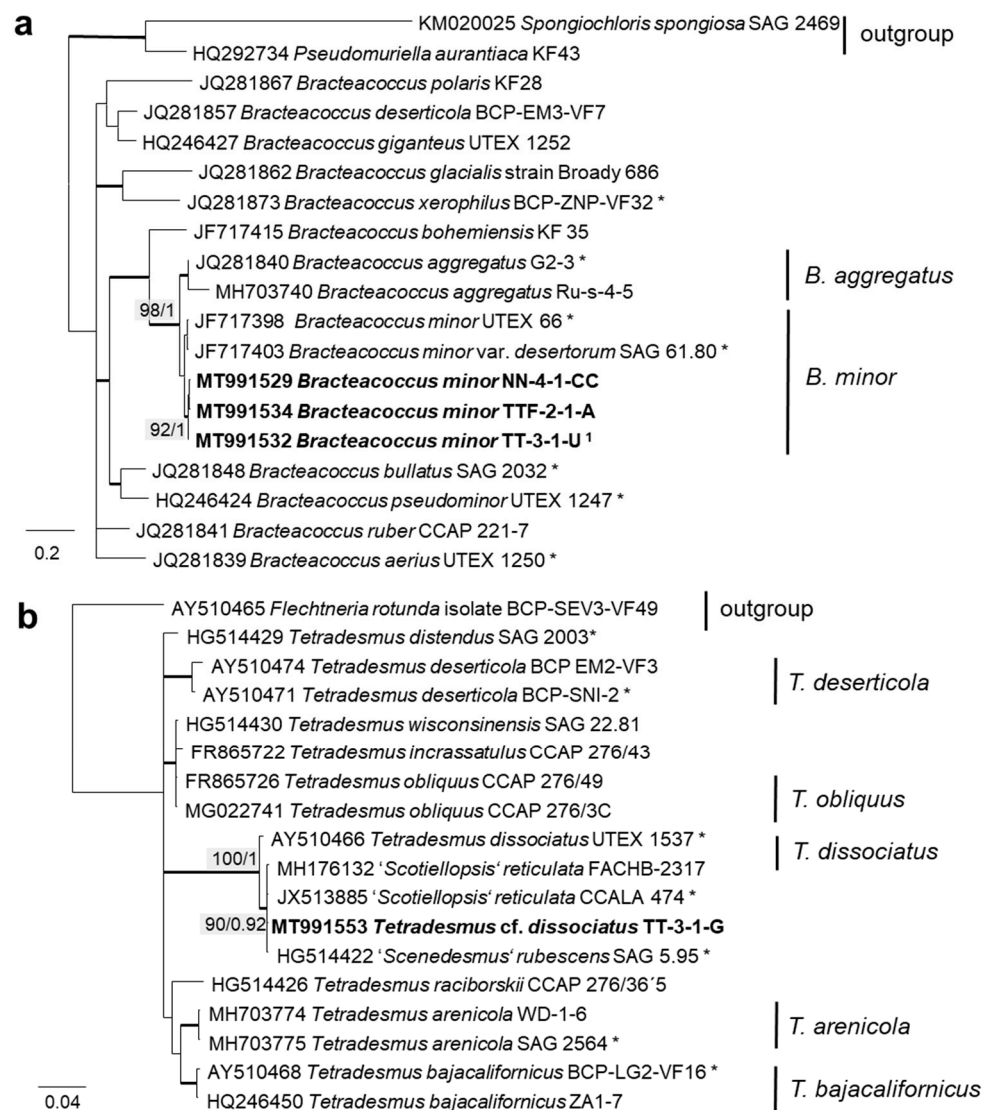 a
KM020025 Spongiochloris spongiosa SAG 2469
outgroup
HQ292734 Pseudomuriella aurantiaca KF43
JQ281867 Bracteacoccus polaris KF28
JQ281857 Bracteacoccus deserticola BCP-EM3-VF7
HQ246427 Bracteacoccus giganteus UTEX 1252
JQ281862 Bracteacoccus glacialis strain Broady 686
JQ281873 Bracteacoccus xerophilus BCP-ZNP-VF32 *
JF717415 Bracteacoccus bohemiensis KF 35
JQ281840 Bracteacoccus aggregatus G2-3 *
B. aggregatus
MH703740 Bracteacoccus aggregatus Ru-s-4-5
98/1
JF717398 Bracteacoccus minor UTEX 66 *
JF717403 Bracteacoccus minor var. desertorum SAG 61.80 *
B. minor
MT991529 Bracteacoccus minor NN-4-1-CC
MT991534 Bracteacoccus minor TTF-2-1-A
92/1
MT991532 Bracteacoccus minor TT-3-1-U ¹
JQ281848 Bracteacoccus bullatus SAG 2032 *
HQ246424 Bracteacoccus pseudominor UTEX 1247 *
JQ281841 Bracteacoccus ruber CCAP 221-7
0.2
JQ281839 Bracteacoccus aerius UTEX 1250 *
b
AY510465 Flechtneria rotunda isolate BCP-SEV3-VF49
outgroup
HG514429 Tetradesmus distendus SAG 2003*
AY510474 Tetradesmus deserticola BCP EM2-VF3
T. deserticola
AY510471 Tetradesmus deserticola BCP-SNI-2 *
HG514430 Tetradesmus wisconsinensis SAG 22.81
FR865722 Tetradesmus incrassatulus CCAP 276/43
FR865726 Tetradesmus obliquus CCAP 276/49
T. obliquus
MG022741 Tetradesmus obliquus CCAP 276/3C
AY510466 Tetradesmus dissociatus UTEX 1537 *
T. dissociatus
100/1
MH176132 ‘Scotiellopsis‘ reticulata FACHB-2317
JX513885 ‘Scotiellopsis‘ reticulata CCALA 474 *
90/0.92
MT991553 Tetradesmus cf. dissociatus TT-3-1-G
HG514422 ‘Scenedesmus‘ rubescens SAG 5.95 *
HG514426 Tetradesmus raciborskii CCAP 276/36´5
MH703774 Tetradesmus arenicola WD-1-6
T. arenicola
MH703775 Tetradesmus arenicola SAG 2564 *
AY510468 Tetradesmus bajacalifornicus BCP-LG2-VF16 *
T. bajacalifornicus
0.04
HQ246450 Tetradesmus bajacalifornicus ZA1-7